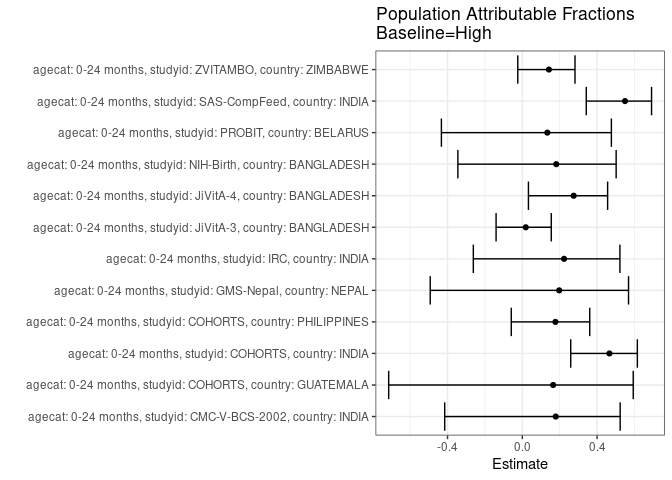 Population Attributable Fractions
Baseline=High
agecat: 0-24 months, studyid: ZVITAMBO, country: ZIMBABWE
agecat: 0-24 months, studyid: SAS-CompFeed, country: INDIA
agecat: 0-24 months, studyid: PROBIT, country: BELARUS
agecat: 0-24 months, studyid: NIH-Birth, country: BANGLADESH
agecat: 0-24 months, studyid: JiVitA-4, country: BANGLADESH
agecat: 0-24 months, studyid: JiVitA-3, country: BANGLADESH
agecat: 0-24 months, studyid: IRC, country: INDIA
agecat: 0-24 months, studyid: GMS-Nepal, country: NEPAL
agecat: 0-24 months, studyid: COHORTS, country: PHILIPPINES
agecat: 0-24 months, studyid: COHORTS, country: INDIA
agecat: 0-24 months, studyid: COHORTS, country: GUATEMALA
agecat: 0-24 months, studyid: CMC-V-BCS-2002, country: INDIA
-0.4 0.0 0.4
Estimate